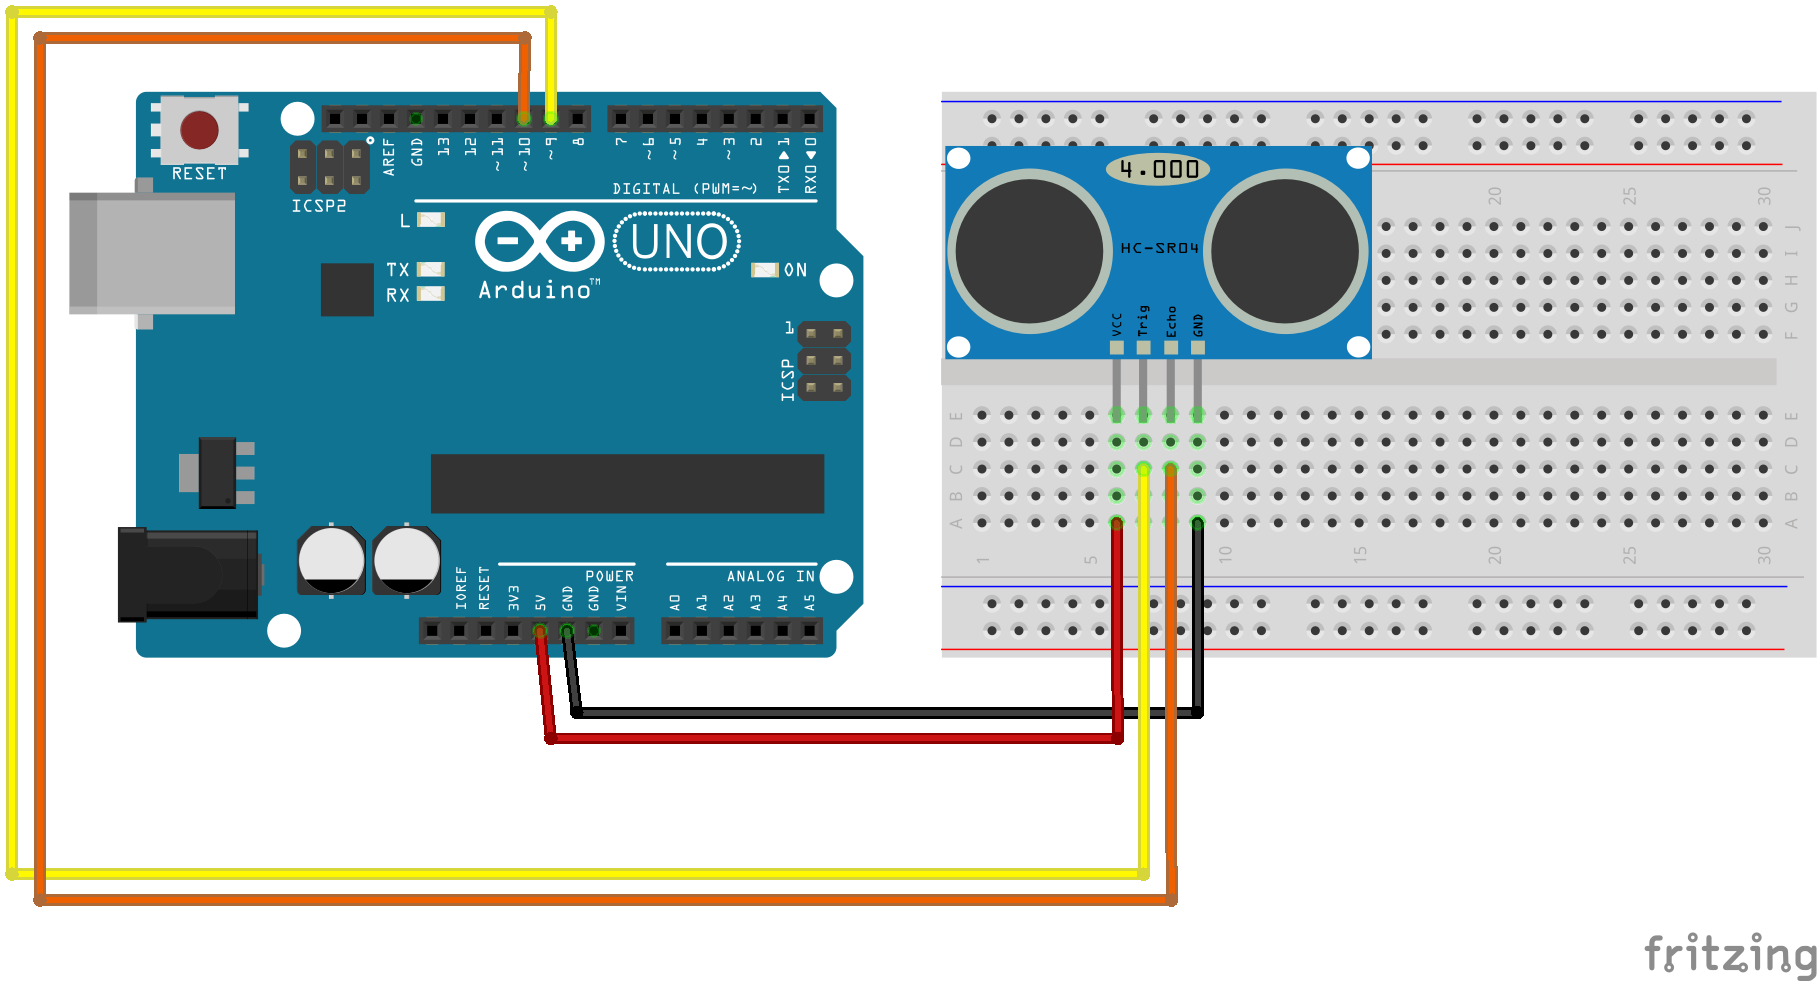 RESET
ICSP2
AREF
GND
13
12
~11
~10
~9
8
7
~6
~5
4
~3
2
TX0▶1
RX0◀0
DIGITAL (PWM=~)
L
TX
RX
UNO
Arduino™
ON
1
ICSP
IOREF
RESET
3V3
5V
GND
GND
VIN
POWER
ANALOG IN
A0
A1
A2
A3
A4
A5
4.000
HC-SR04
VCC
Trig
Echo
GND
20
25
30
J
I
H
G
F
E
D
C
B
A
E
D
C
B
A
1
5
10
15
20
25
30
fritzing